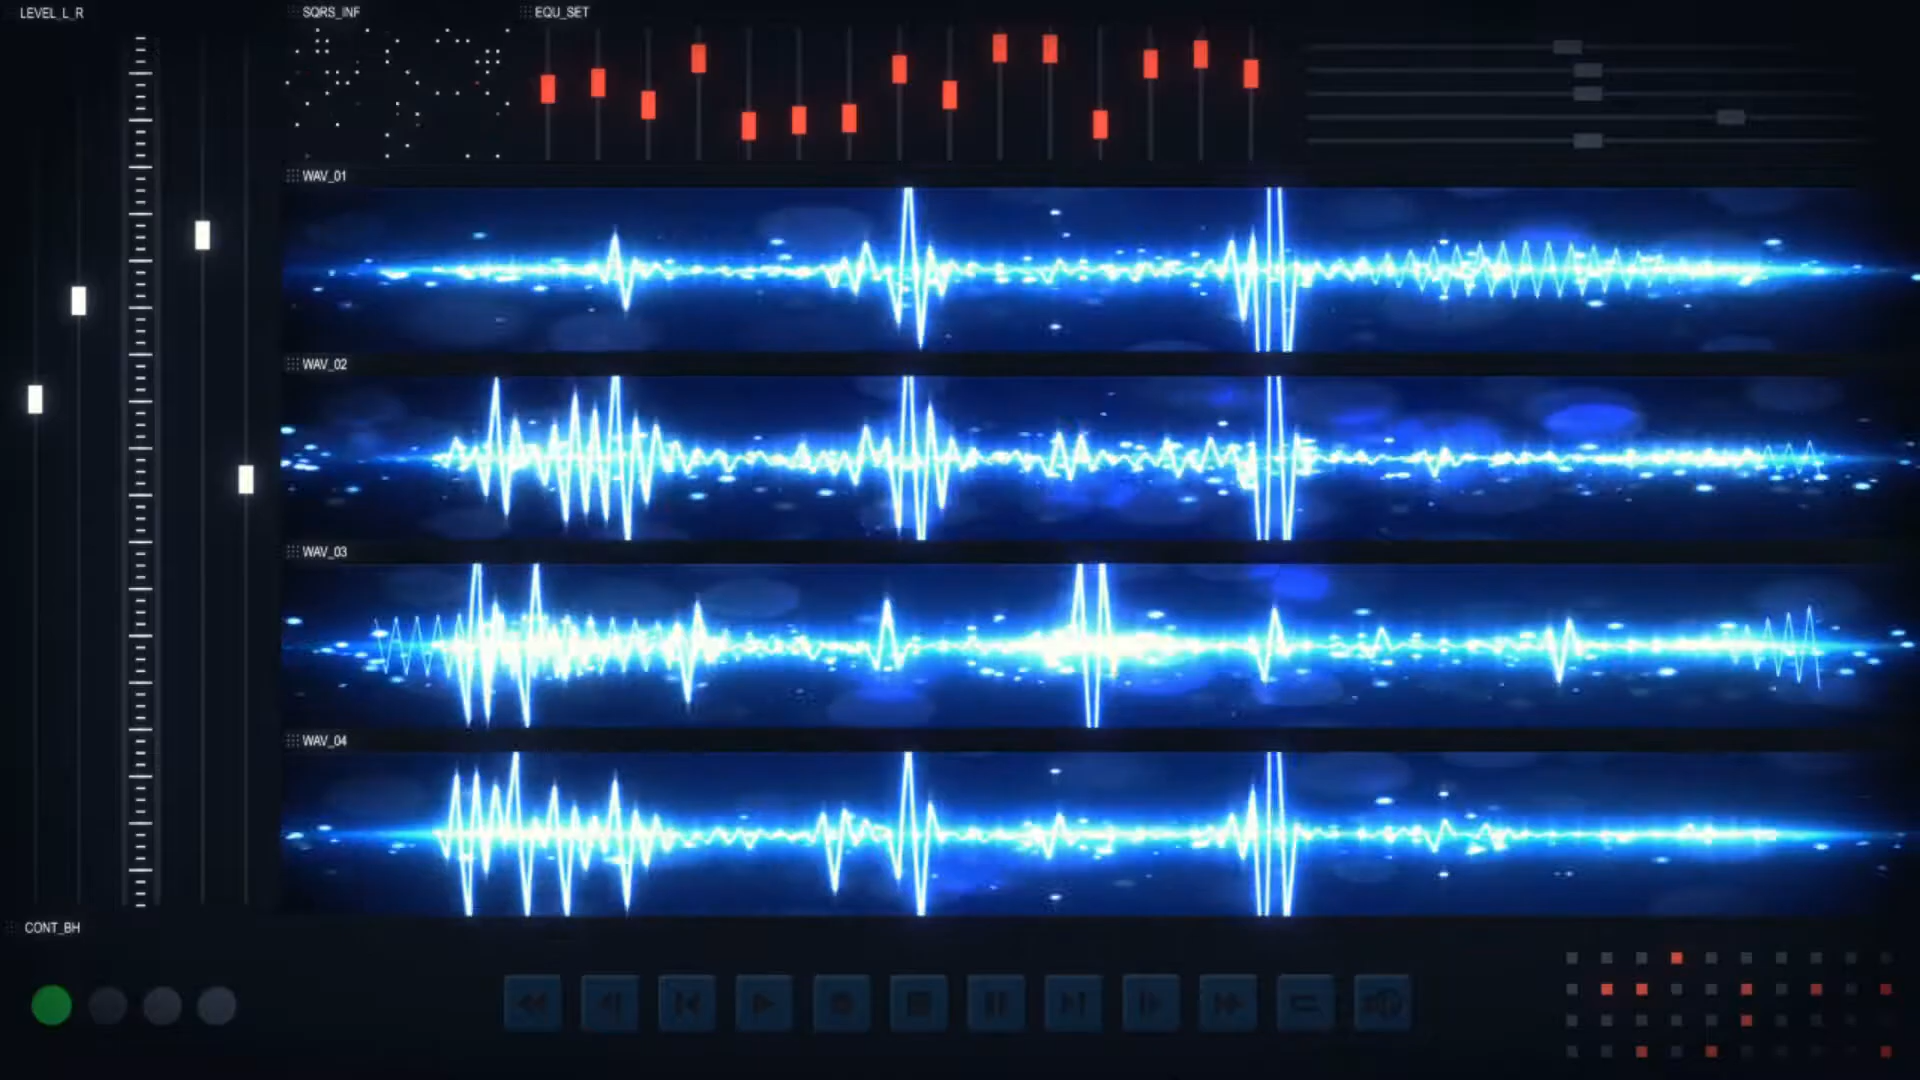 LEVEL_L_R
SQRS_INF
EQU_SET
WAV_01
WAV_02
WAV_03
WAV_04
CONT_BH